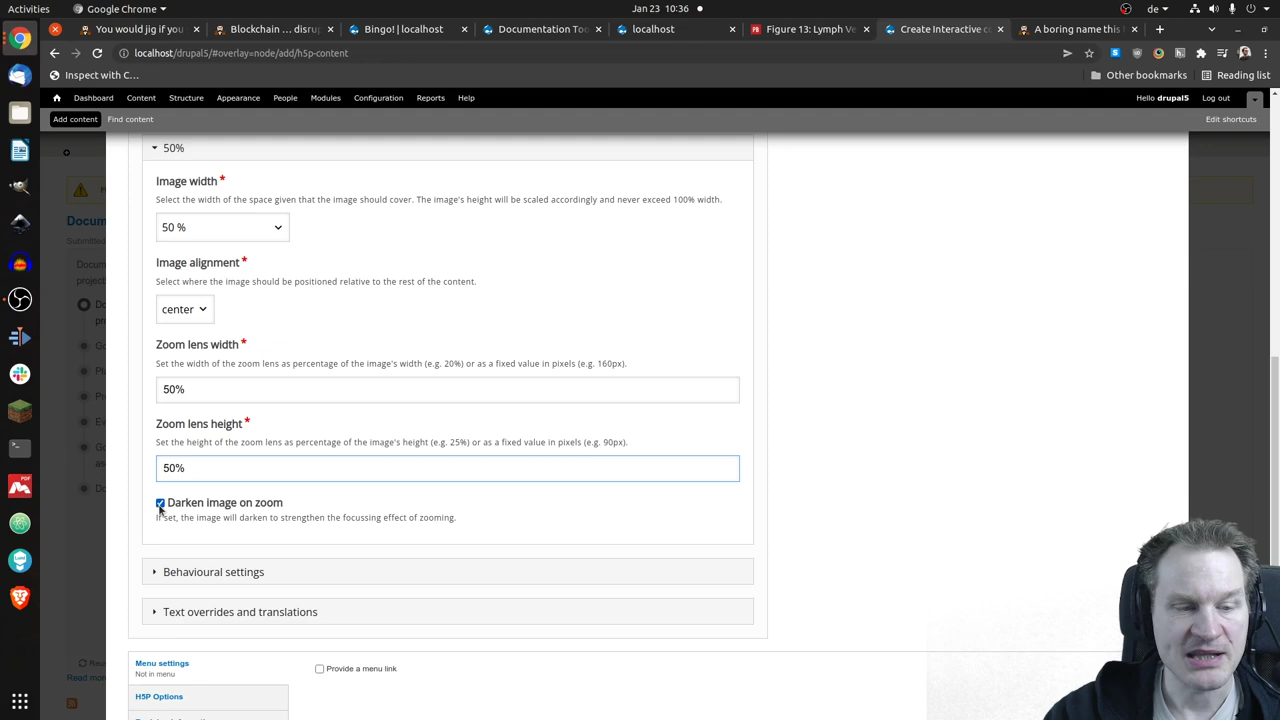 Activities
Google Chrome
Jan 23 10:36
de
You would jig if you
Blockchain … disrup
Bingo! | localhost
Documentation Too
localhost
Figure 13: Lymph Ve
Create Interactive co
A boring name this t
localhost/drupal5/#overlay=node/add/h5p-content
Inspect with C…
Other bookmarks
Reading list
Dashboard
Content
Structure
Appearance
People
Modules
Configuration
Reports
Help
Hello drupal5
Log out
Add content
Find content
Edit shortcuts
50%
Image width *
Select the width of the space given that the image should cover. The image's height will be scaled accordingly and never exceed 100% width.
50 %
Image alignment *
Select where the image should be positioned relative to the rest of the content.
center
Zoom lens width *
Set the width of the zoom lens as percentage of the image's width (e.g. 20%) or as a fixed value in pixels (e.g. 160px).
50%
Zoom lens height *
Set the height of the zoom lens as percentage of the image's height (e.g. 25%) or as a fixed value in pixels (e.g. 90px).
50%
Darken image on zoom
If set, the image will darken to strengthen the focussing effect of zooming.
Behavioural settings
Text overrides and translations
Menu settings
Not in menu
Provide a menu link
H5P Options
Docum
Submitted
Read more